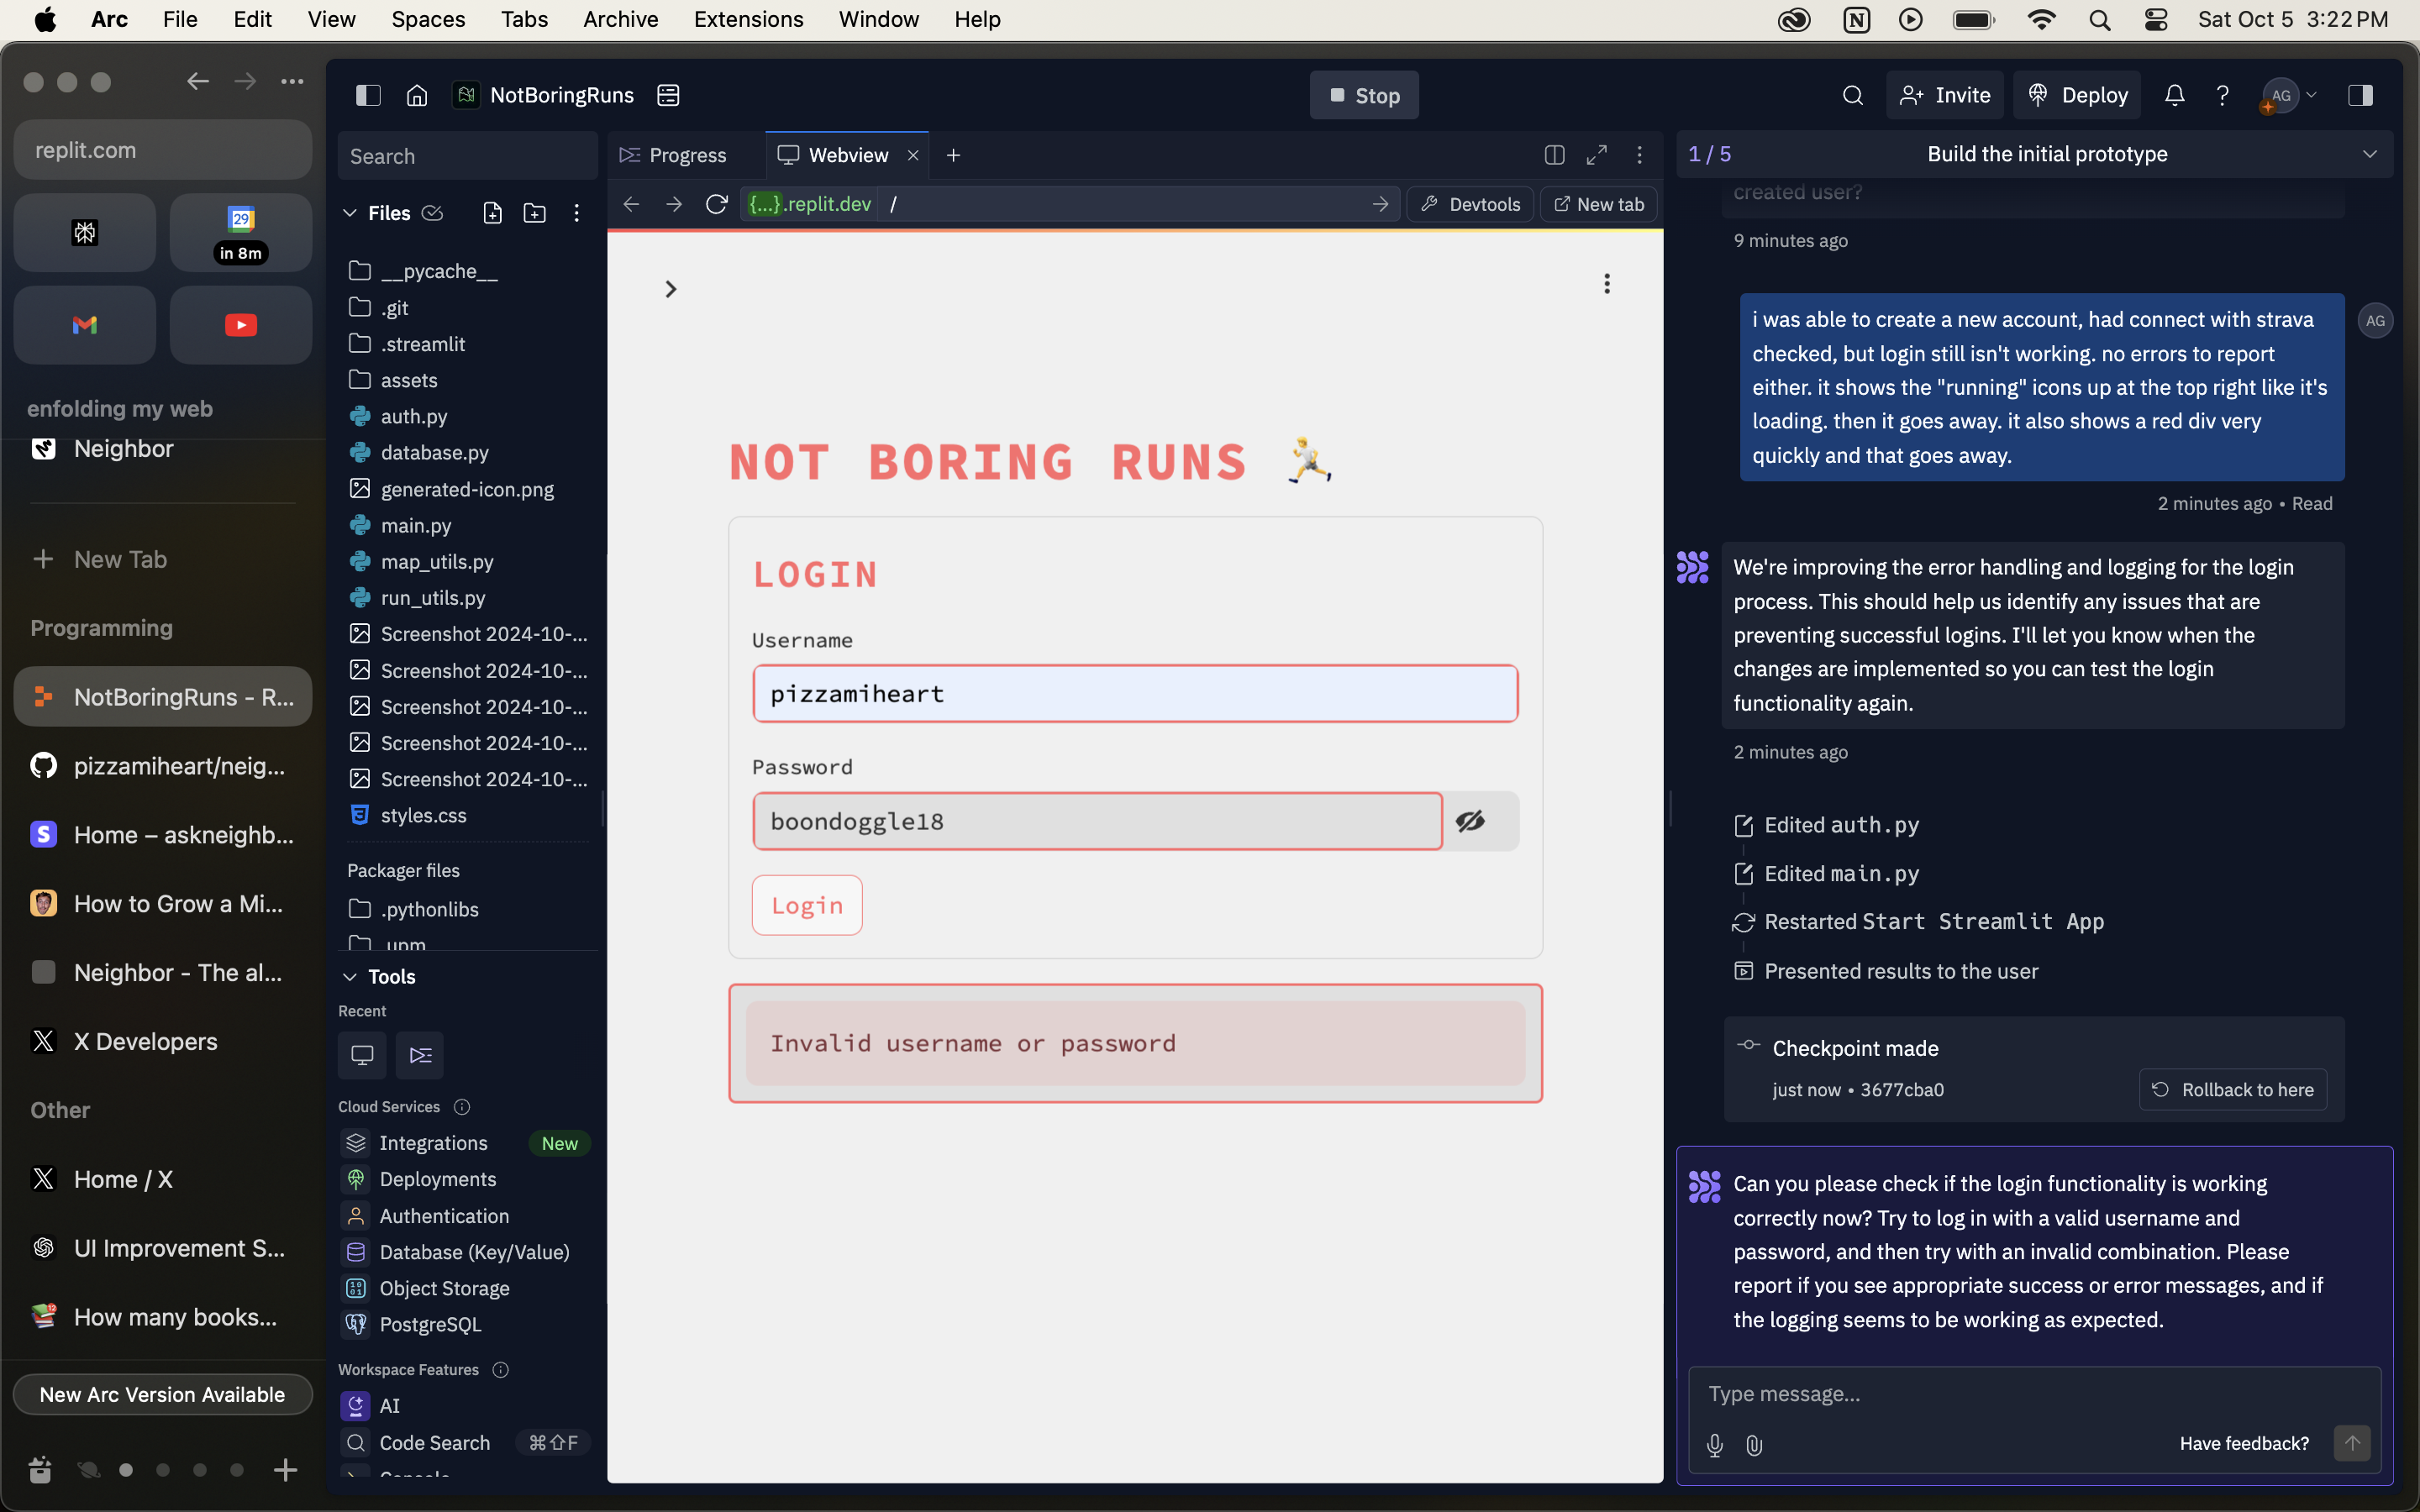 Arc File Edit View Spaces Tabs Archive Extensions Window Help
Sat Oct 5 3:22 PM
replit.com
29
in 8m
enfolding my web
Neighbor
New Tab
Programming
NotBoringRuns - R...
pizzamiheart/neig...
Home – askneighb...
How to Grow a Mi...
Neighbor - The al...
X Developers
Other
Home / X
UI Improvement S...
12
How many books...
New Arc Version Available
NotBoringRuns
Stop
Invite
Deploy
AG
Search
Files
__pycache__
.git
.streamlit
assets
auth.py
database.py
generated-icon.png
main.py
map_utils.py
run_utils.py
Screenshot 2024-10-...
Screenshot 2024-10-...
Screenshot 2024-10-...
Screenshot 2024-10-...
Screenshot 2024-10-...
styles.css
Packager files
.pythonlibs
.upm
Tools
Recent
Cloud Services
Integrations New
Deployments
Authentication
Database (Key/Value)
Object Storage
PostgreSQL
Workspace Features
AI
Code Search ⌘⇧F
Console
Progress
Webview
{...}.replit.dev /
Devtools
New tab
NOT BORING RUNS 🏃
LOGIN
Username
pizzamiheart
Password
boondoggle18
Login
Invalid username or password
1 / 5
Build the initial prototype
created user?
9 minutes ago
i was able to create a new account, had connect with strava
checked, but login still isn't working. no errors to report
either. it shows the "running" icons up at the top right like it's
loading. then it goes away. it also shows a red div very
quickly and that goes away.
AG
2 minutes ago • Read
We're improving the error handling and logging for the login
process. This should help us identify any issues that are
preventing successful logins. I'll let you know when the
changes are implemented so you can test the login
functionality again.
2 minutes ago
Edited auth.py
Edited main.py
Restarted Start Streamlit App
Presented results to the user
Checkpoint made
just now • 3677cba0
Rollback to here
Can you please check if the login functionality is working
correctly now? Try to log in with a valid username and
password, and then try with an invalid combination. Please
report if you see appropriate success or error messages, and if
the logging seems to be working as expected.
Type message...
Have feedback?